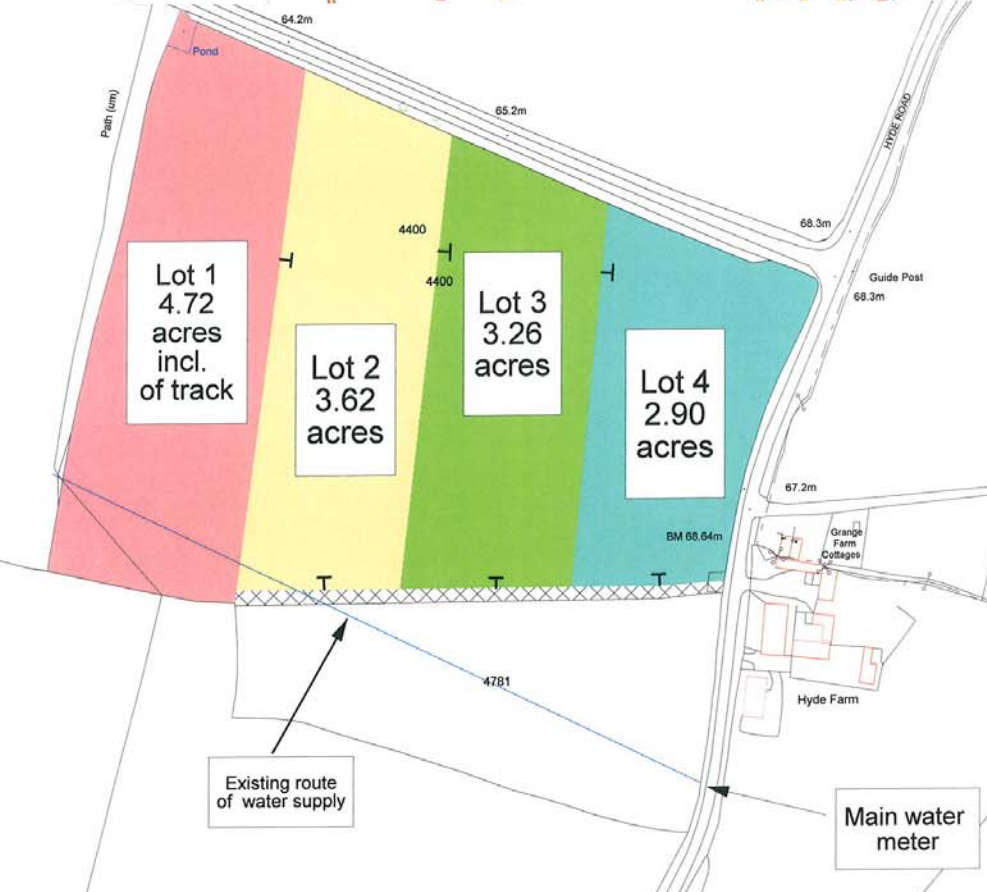 64.2m
Pond
Path (um)
65.2m
HYDE ROAD
68.3m
Guide Post
68.3m
4400
4400
Lot 1
4.72
acres
incl.
of track
Lot 2
3.62
acres
Lot 3
3.26
acres
Lot 4
2.90
acres
67.2m
BM 68.64m
Grange
Farm
Cottages
4781
Hyde Farm
Existing route
of water supply
Main water
meter